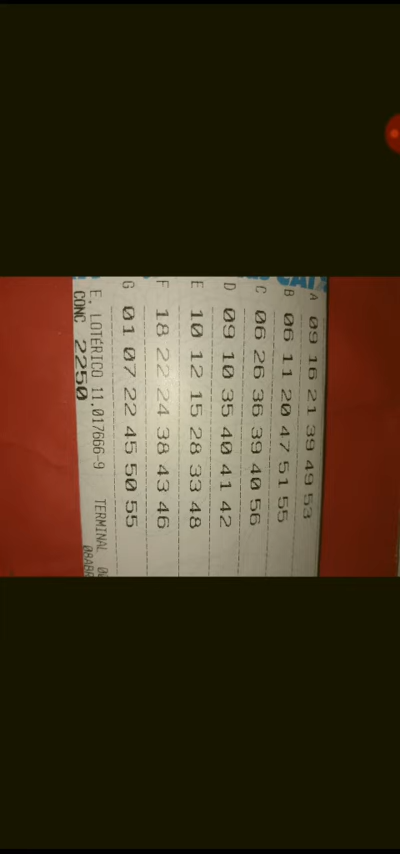 CAIXA
A 09 16 21 39 49 53
B 06 11 20 47 51 55
C 06 26 36 39 40 56
D 09 10 35 40 41 42
E 10 12 15 28 33 48
F 18 22 24 38 43 46
G 01 07 22 45 50 55
E. LOTÉRICO 11.017666-9 TERMINAL
CONC 2250